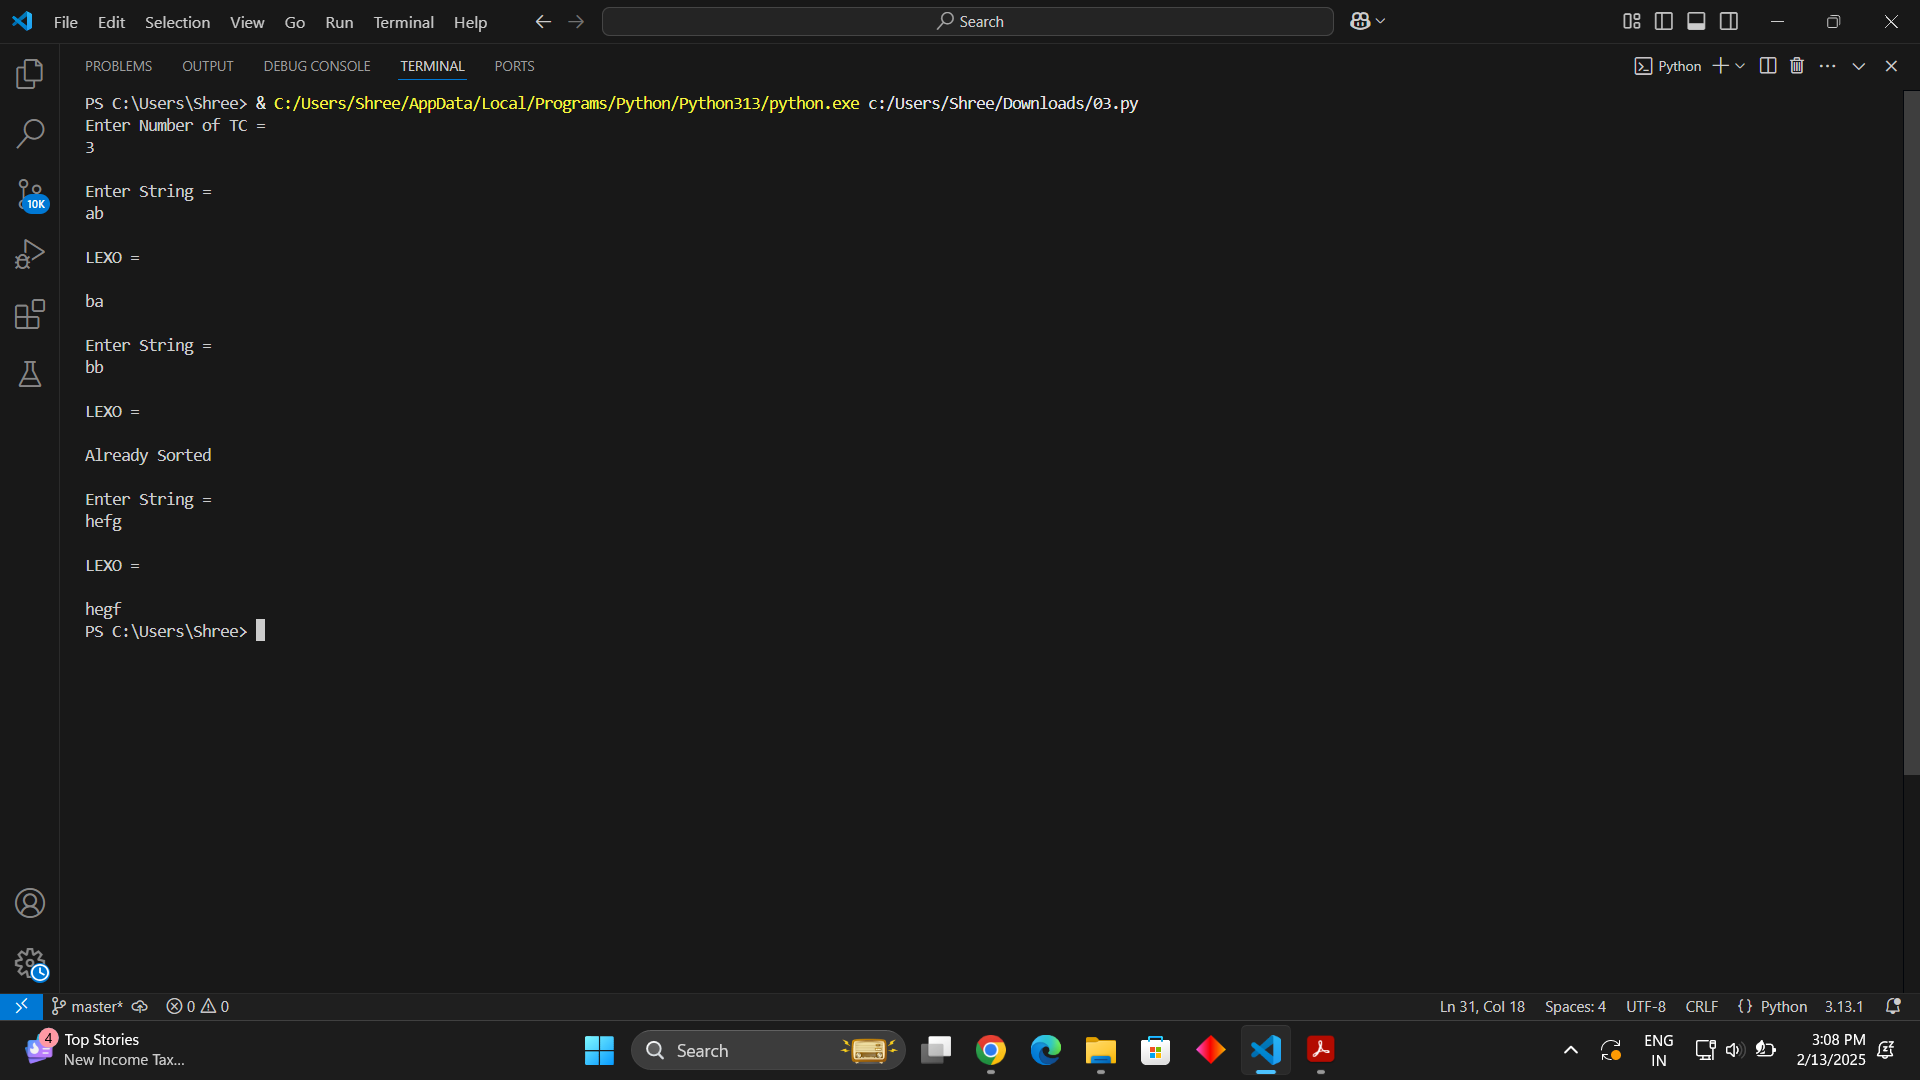 File Edit Selection View Go Run Terminal Help
Search
PROBLEMS OUTPUT DEBUG CONSOLE TERMINAL PORTS
Python
PS C:\Users\Shree> & C:/Users/Shree/AppData/Local/Programs/Python/Python313/python.exe c:/Users/Shree/Downloads/03.py
Enter Number of TC =
3
Enter String =
ab
LEXO =
ba
Enter String =
bb
LEXO =
Already Sorted
Enter String =
hefg
LEXO =
hegf
PS C:\Users\Shree>
10K
master* 0 0
Ln 31, Col 18 Spaces: 4 UTF-8 CRLF {} Python 3.13.1
4
Top Stories
New Income Tax...
Search
ENG
IN
3:08 PM
2/13/2025